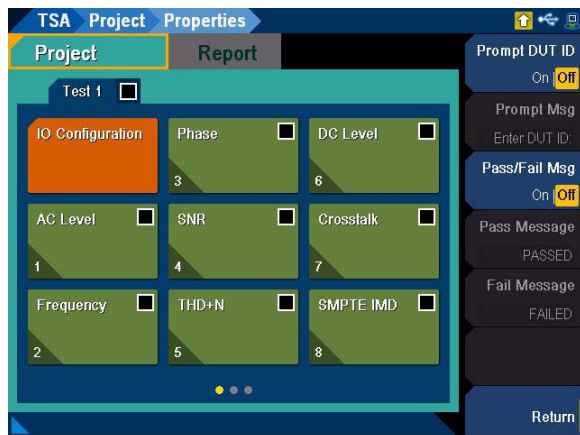 TSA Project Properties
Project
Report
Test 1
IO Configuration
Phase
3
DC Level
6
AC Level
1
SNR
4
Crosstalk
7
Frequency
2
THD+N
5
SMPTE IMD
8
Prompt DUT ID
On | Off
Prompt Msg
Enter DUT ID:
Pass/Fail Msg
On | Off
Pass Message
PASSED
Fail Message
FAILED
Return